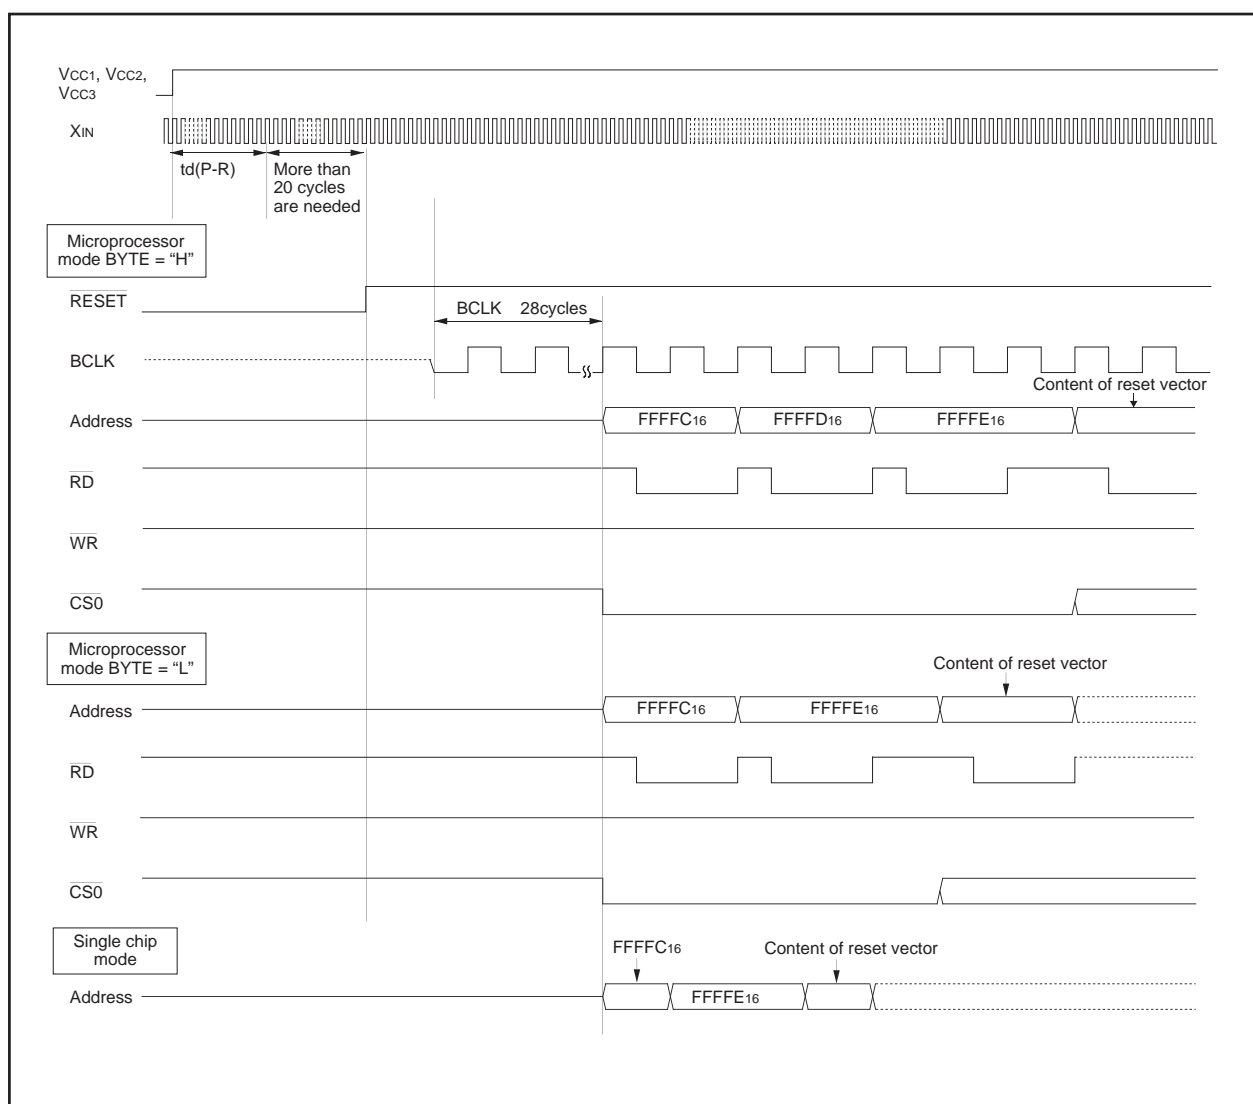 VCC1, VCC2,
VCC3
XIN
td(P-R)
More than
20 cycles
are needed
Microprocessor
mode BYTE = “H”
RESET
BCLK 28cycles
BCLK
Content of reset vector
Address
FFFFC16
FFFFD16
FFFFE16
RD
WR
CS0
Microprocessor
mode BYTE = “L”
Content of reset vector
Address
FFFFC16
FFFFE16
RD
WR
CS0
Single chip
mode
FFFFC16
Content of reset vector
Address
FFFFE16